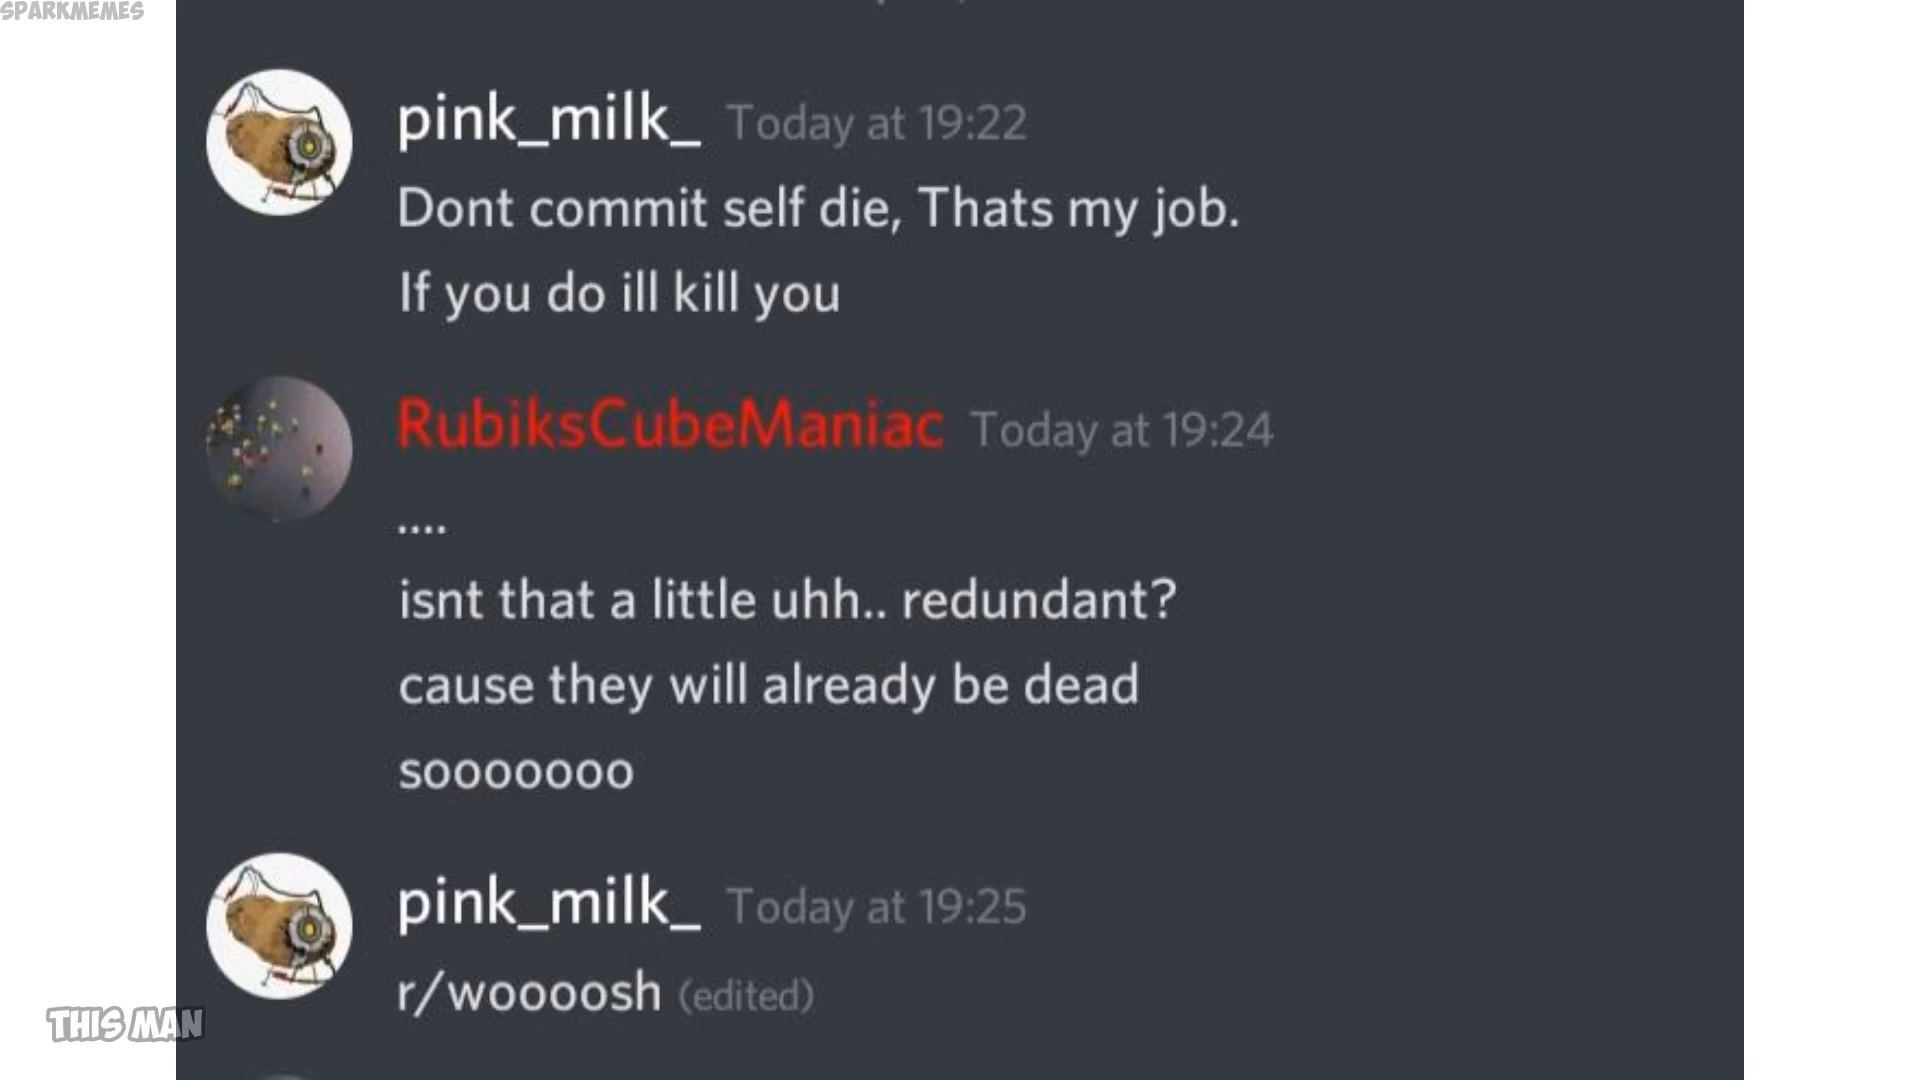 SPARKMEMES
pink_milk_ Today at 19:22
Dont commit self die, Thats my job.
If you do ill kill you
RubiksCubeManiac Today at 19:24
....
isnt that a little uhh.. redundant?
cause they will already be dead
sooooooo
pink_milk_ Today at 19:25
r/woooosh (edited)
THIS MAN